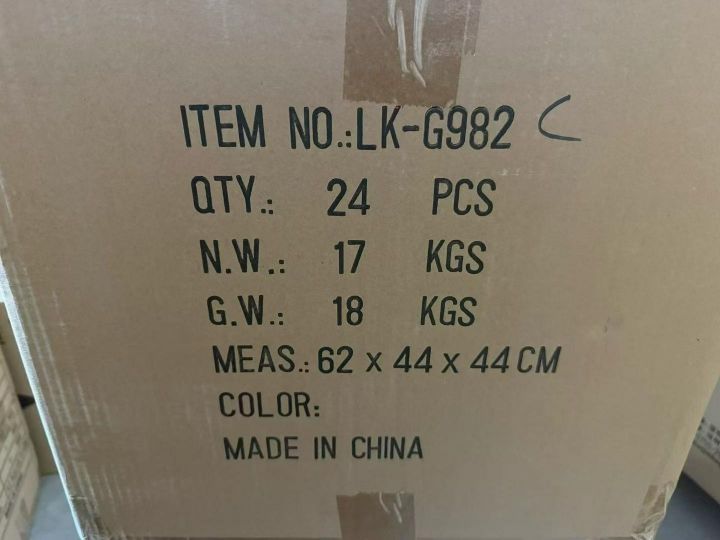 ITEM NO.:LK-G982 C
QTY.: 24 PCS
N.W.: 17 KGS
G.W.: 18 KGS
MEAS.: 62 x 44 x 44 CM
COLOR:
MADE IN CHINA